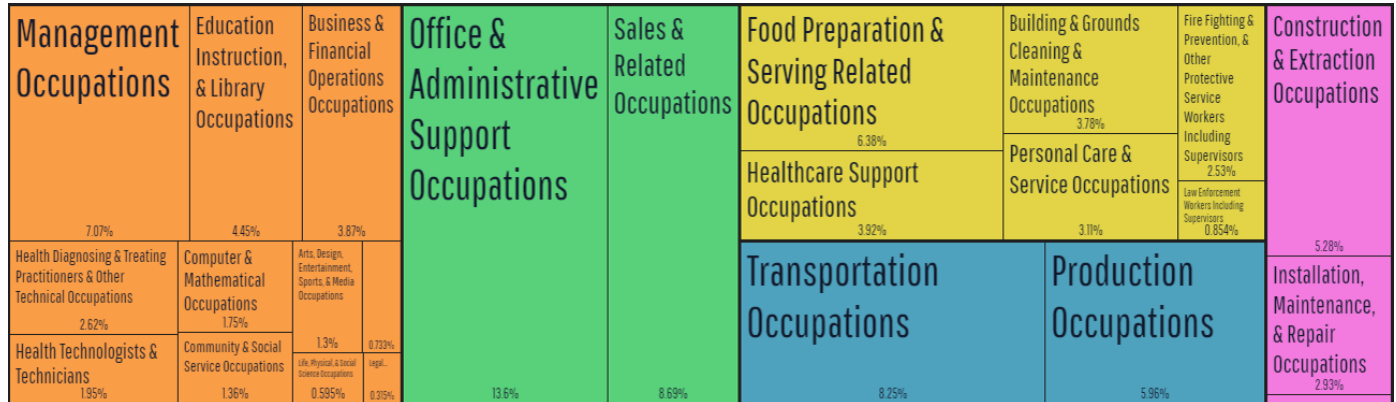 Management
Occupations
7.07%
Education
Instruction,
& Library
Occupations
4.45%
Business &
Financial
Operations
Occupations
3.87%
Health Diagnosing & Treating
Practitioners & Other
Technical Occupations
2.62%
Health Technologists &
Technicians
1.95%
Computer &
Mathematical
Occupations
1.75%
Community & Social
Service Occupations
1.36%
Arts, Design,
Entertainment,
Sports, & Media
Occupations
1.3%
0.733%
Life, Physical, & Social
Science Occupations
0.595%
Legal...
0.315%
Office &
Administrative
Support
Occupations
13.6%
Sales &
Related
Occupations
8.69%
Food Preparation &
Serving Related
Occupations
6.38%
Healthcare Support
Occupations
3.92%
Building & Grounds
Cleaning &
Maintenance
Occupations
3.78%
Personal Care &
Service Occupations
3.11%
Fire Fighting &
Prevention, &
Other
Protective
Service
Workers
Including
Supervisors
2.53%
Law Enforcement
Workers Including
Supervisors
0.854%
Transportation
Occupations
8.25%
Production
Occupations
5.96%
Construction
& Extraction
Occupations
5.28%
Installation,
Maintenance,
& Repair
Occupations
2.93%